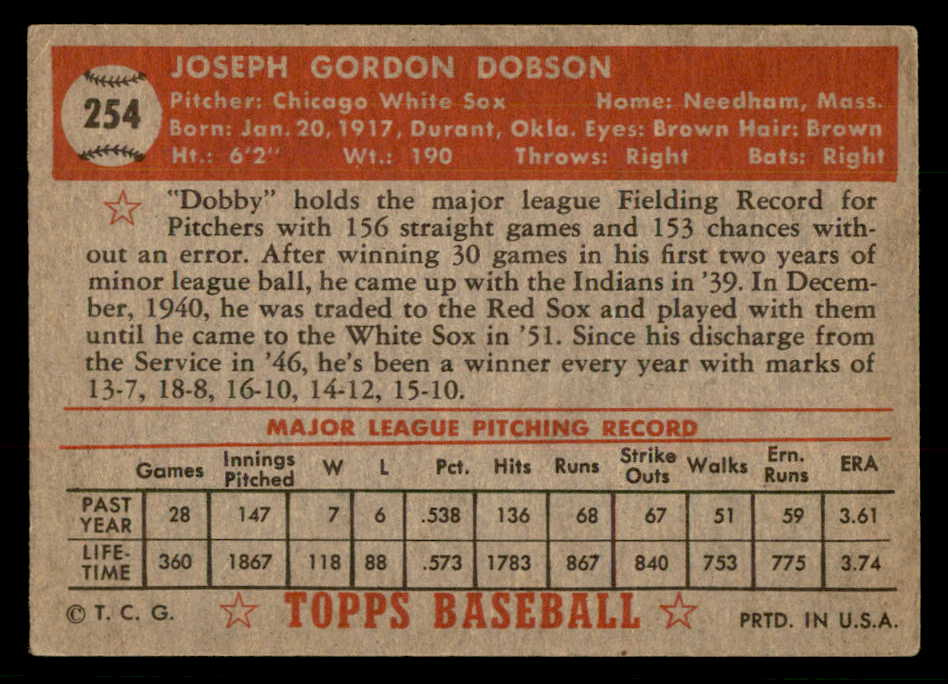 254
JOSEPH GORDON DOBSON
Pitcher: Chicago White Sox Home: Needham, Mass.
Born: Jan. 20, 1917, Durant, Okla. Eyes: Brown Hair: Brown
Ht.: 6'2" Wt.: 190 Throws: Right Bats: Right
"Dobby" holds the major league Fielding Record for
Pitchers with 156 straight games and 153 chances with-
out an error. After winning 30 games in his first two years of
minor league ball, he came up with the Indians in '39. In Decem-
ber, 1940, he was traded to the Red Sox and played with them
until he came to the White Sox in '51. Since his discharge from
the Service in '46, he's been a winner every year with marks of
13-7, 18-8, 16-10, 14-12, 15-10.
MAJOR LEAGUE PITCHING RECORD
Games Innings Pitched W L Pct. Hits Runs Strike Outs Walks Ern. Runs ERA
PAST YEAR 28 147 7 6 .538 136 68 67 51 59 3.61
LIFE-TIME 360 1867 118 88 .573 1783 867 840 753 775 3.74
© T. C. G. TOPPS BASEBALL PRTD. IN U.S.A.